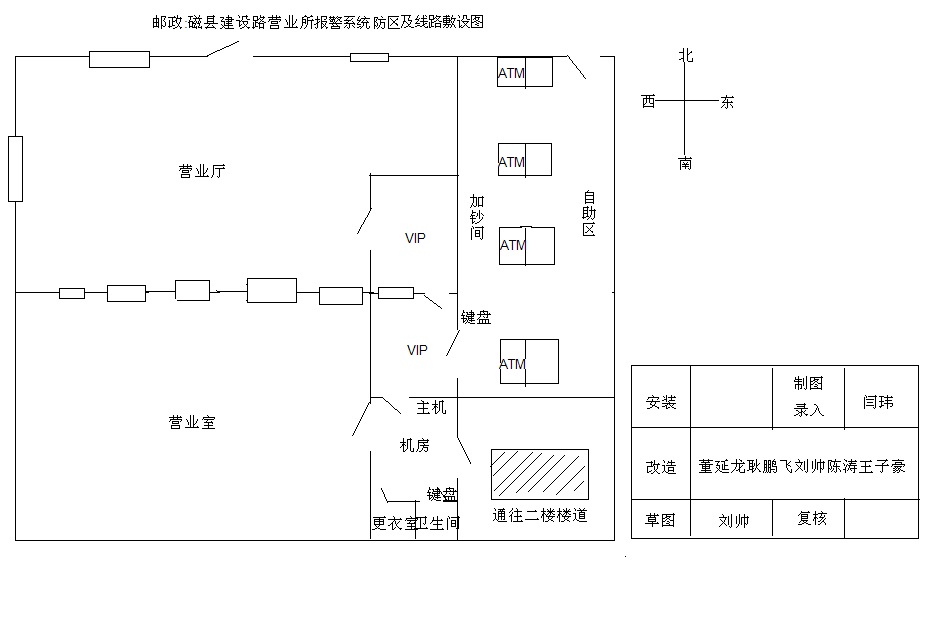 邮政:磁县建设路营业所报警系统防区及线路敷设图
北
西
东
南
ATM
ATM
营业厅
加钞间
自助区
VIP
ATM
键盘
VIP
ATM
主机
营业室
机房
键盘
更衣室
卫生间
通往二楼楼道
安装
制图
录入
闫玮
改造
董延龙耿鹏飞刘帅陈涛王子豪
草图
刘帅
复核